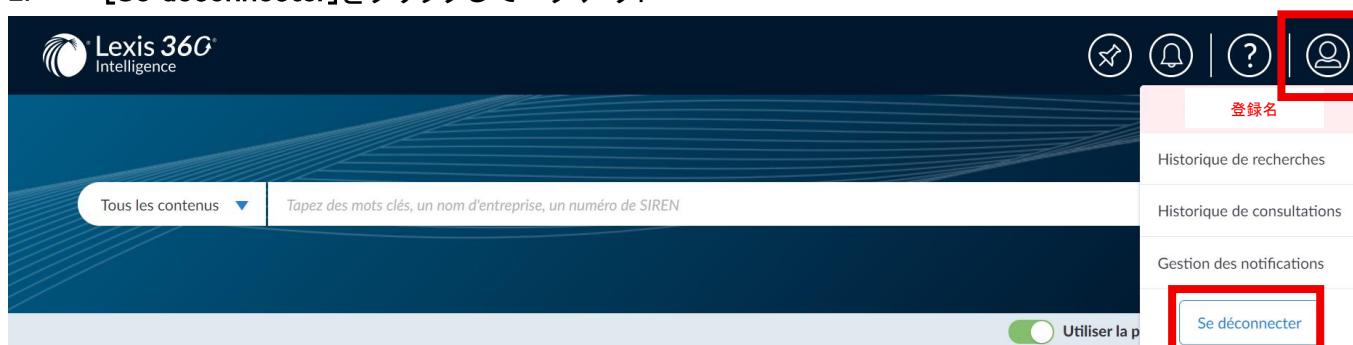 Lexis 360
Intelligence
登録名
Historique de recherches
Tous les contenus
Tapez des mots clés, un nom d'entreprise, un numéro de SIREN
Historique de consultations
Gestion des notifications
Se déconnecter
Utiliser la p